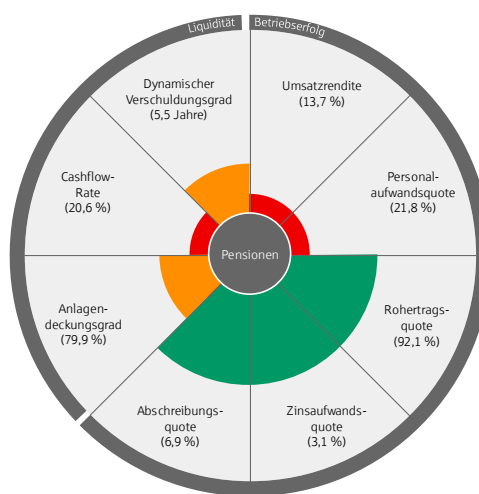 Liquidität
Betriebserfolg
Dynamischer
Verschuldungsgrad
(5,5 Jahre)
Umsatzrendite
(13,7 %)
Cashflow-
Rate
(20,6 %)
Personal-
aufwandsquote
(21,8 %)
Pensionen
Anlagen-
deckungsgrad
(79,9 %)
Rohertrags-
quote
(92,1 %)
Abschreibungs-
quote
(6,9 %)
Zinsaufwands-
quote
(3,1 %)